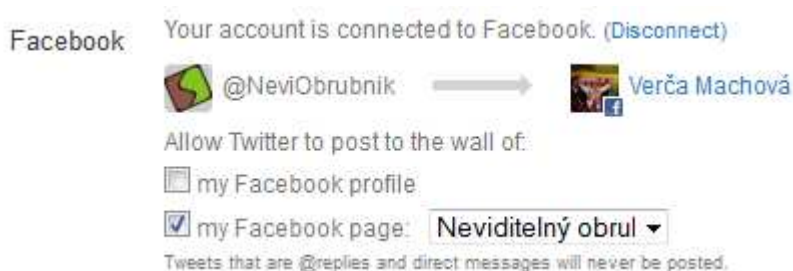 Facebook
Your account is connected to Facebook. (Disconnect)
@NeviObrubnik
Verča Machová
Allow Twitter to post to the wall of:
my Facebook profile
my Facebook page: Neviditelný obrul
Tweets that are @replies and direct messages will never be posted.